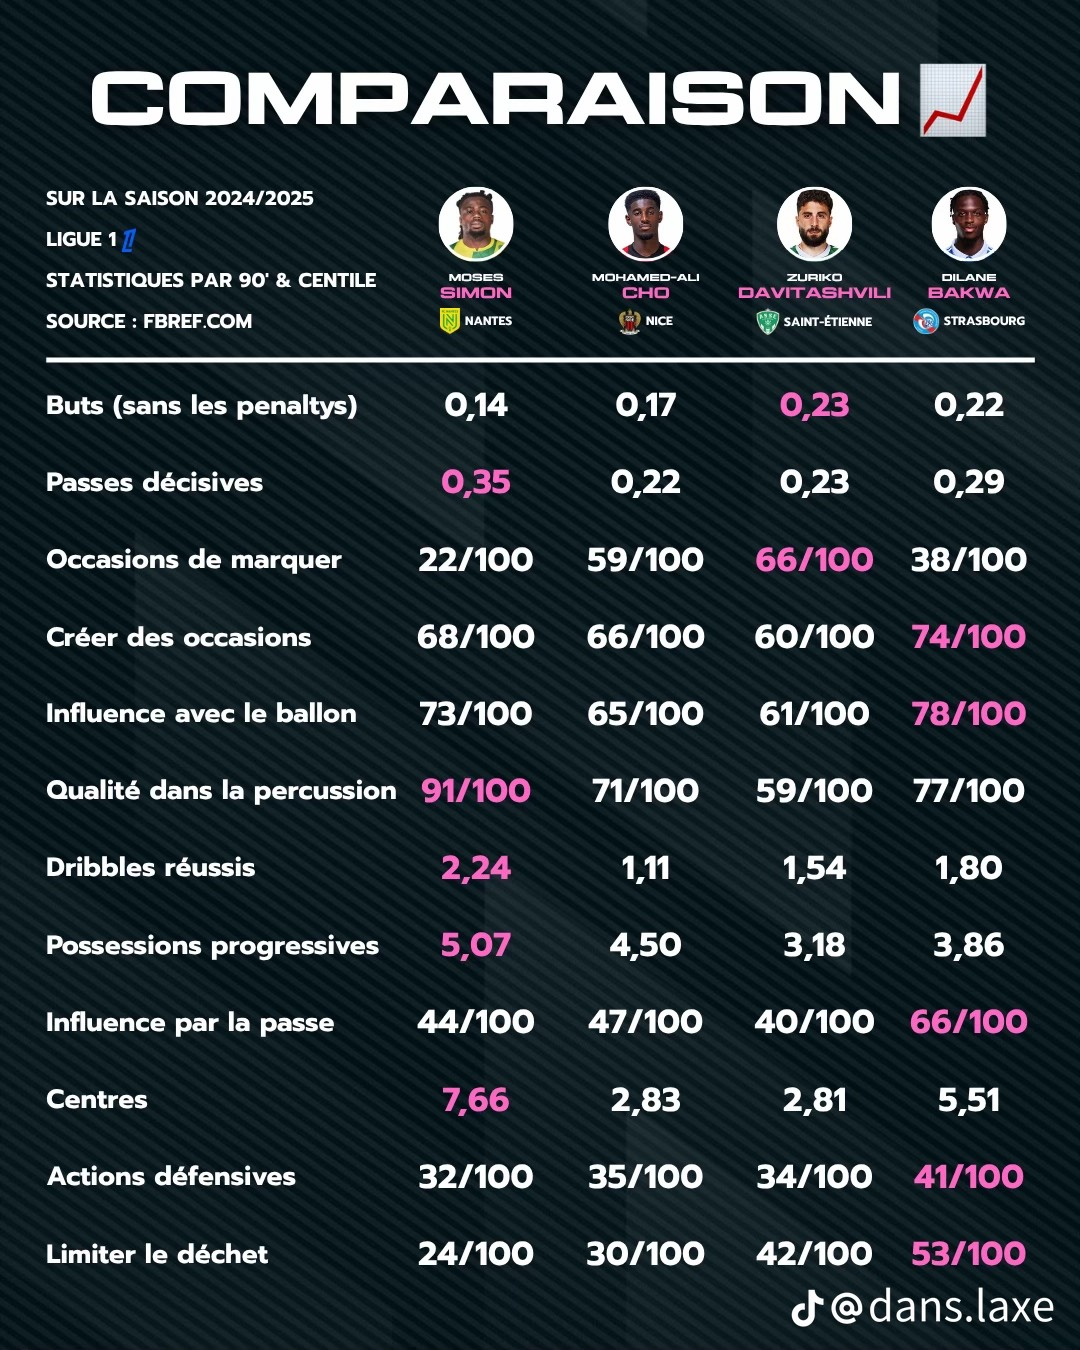 COMPARAISON
SUR LA SAISON 2024/2025
LIGUE 1
STATISTIQUES PAR 90' & CENTILE
SOURCE : FBREF.COM
MOSES
SIMON
NANTES
MOHAMED-ALI
CHO
NICE
ZURIKO
DAVITASHVILI
SAINT-ÉTIENNE
DILANE
BAKWA
STRASBOURG
Buts (sans les penaltys) 0,14 0,17 0,23 0,22
Passes décisives 0,35 0,22 0,23 0,29
Occasions de marquer 22/100 59/100 66/100 38/100
Créer des occasions 68/100 66/100 60/100 74/100
Influence avec le ballon 73/100 65/100 61/100 78/100
Qualité dans la percussion 91/100 71/100 59/100 77/100
Dribbles réussis 2,24 1,11 1,54 1,80
Possessions progressives 5,07 4,50 3,18 3,86
Influence par la passe 44/100 47/100 40/100 66/100
Centres 7,66 2,83 2,81 5,51
Actions défensives 32/100 35/100 34/100 41/100
Limiter le déchet 24/100 30/100 42/100 53/100
@dans.laxe